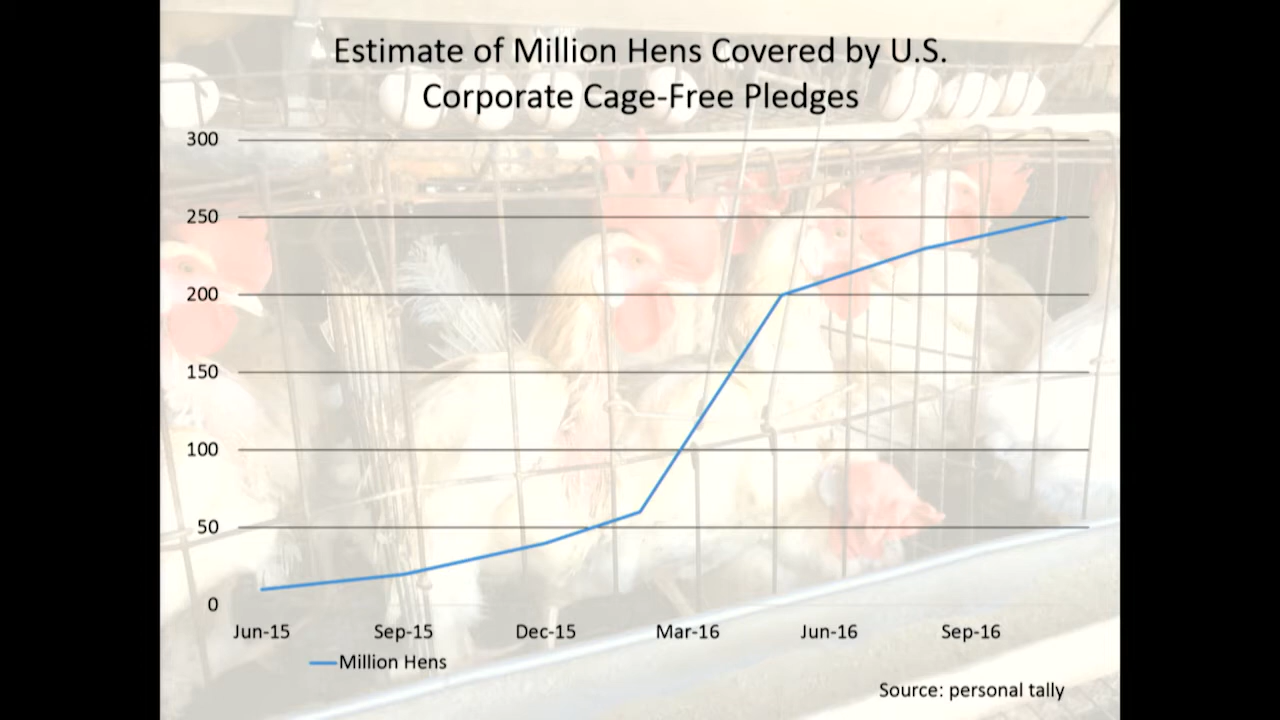 Estimate of Million Hens Covered by U.S.
Corporate Cage-Free Pledges
300
250
200
150
100
50
0
Jun-15 Sep-15 Dec-15 Mar-16 Jun-16 Sep-16
Million Hens
Source: personal tally